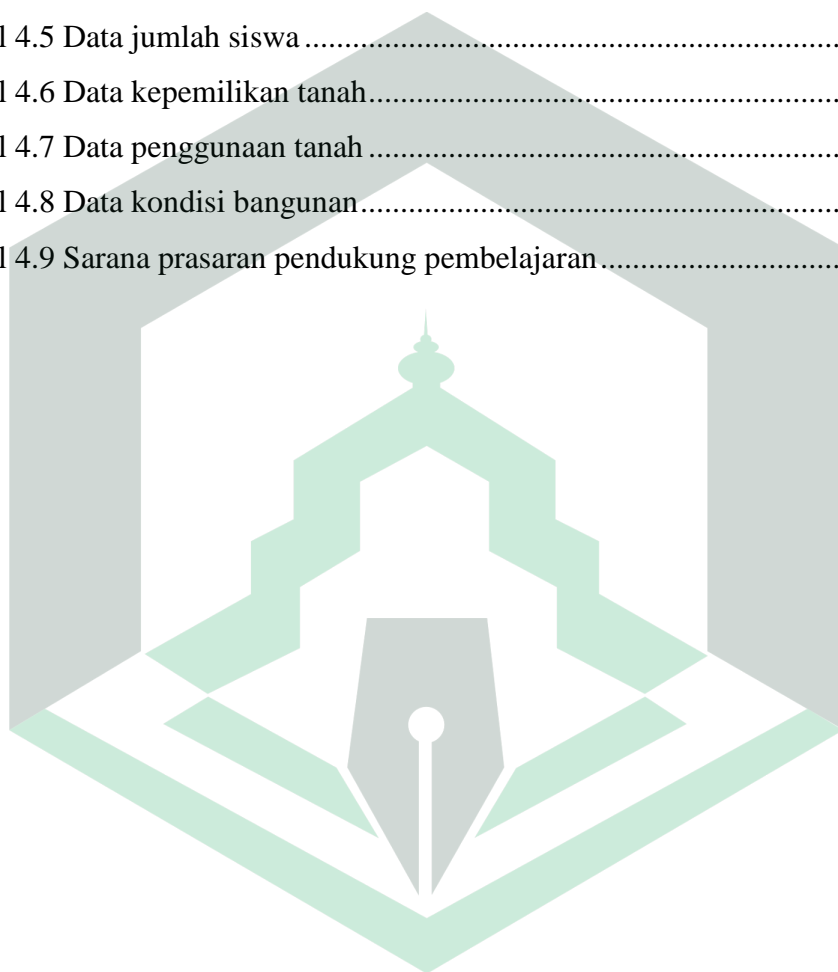 l 4.5 Data jumlah siswa ..........................................................................
l 4.6 Data kepemilikan tanah..................................................................
l 4.7 Data penggunaan tanah ..................................................................
l 4.8 Data kondisi bangunan...................................................................
l 4.9 Sarana prasaran pendukung pembelajaran....................................